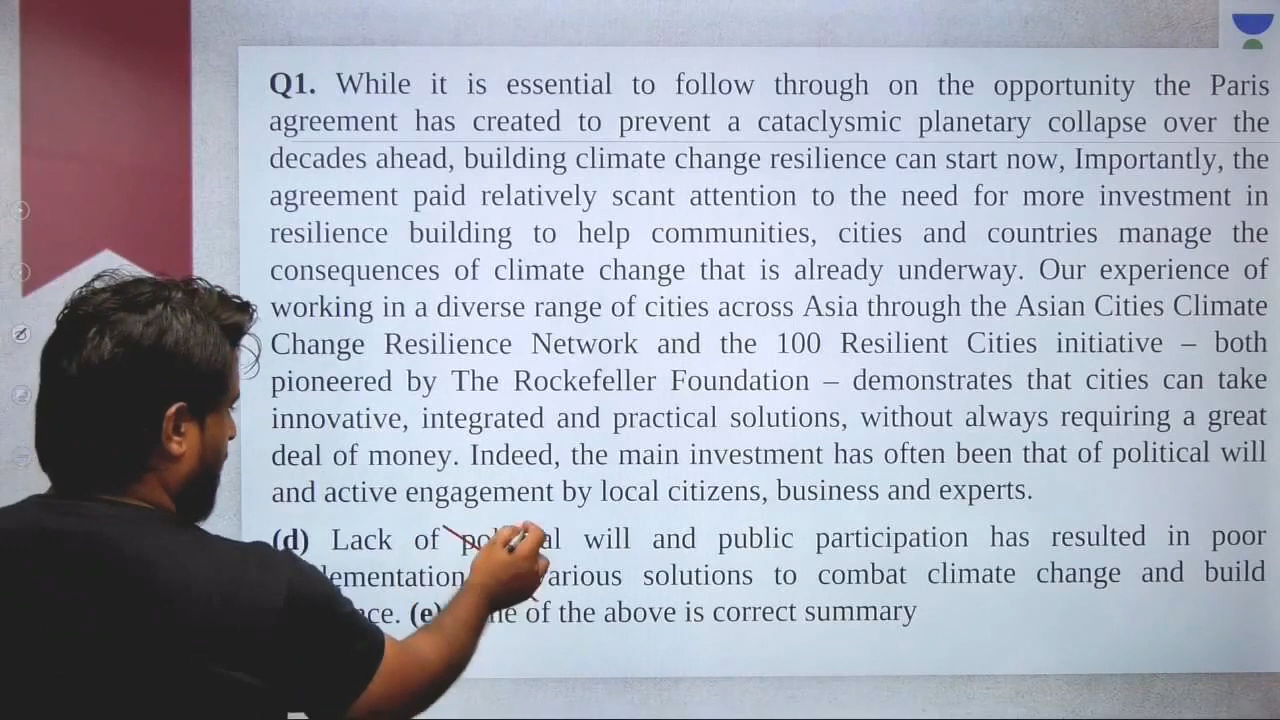 Q1. While it is essential to follow through on the opportunity the Paris
agreement has created to prevent a cataclysmic planetary collapse over the
decades ahead, building climate change resilience can start now, Importantly, the
agreement paid relatively scant attention to the need for more investment in
resilience building to help communities, cities and countries manage the
consequences of climate change that is already underway. Our experience of
working in a diverse range of cities across Asia through the Asian Cities Climate
Change Resilience Network and the 100 Resilient Cities initiative – both
pioneered by The Rockefeller Foundation – demonstrates that cities can take
innovative, integrated and practical solutions, without always requiring a great
deal of money. Indeed, the main investment has often been that of political will
and active engagement by local citizens, business and experts.
(d) Lack of will and public participation has resulted in poor
various solutions to combat climate change and build
(e) of the above is correct summary